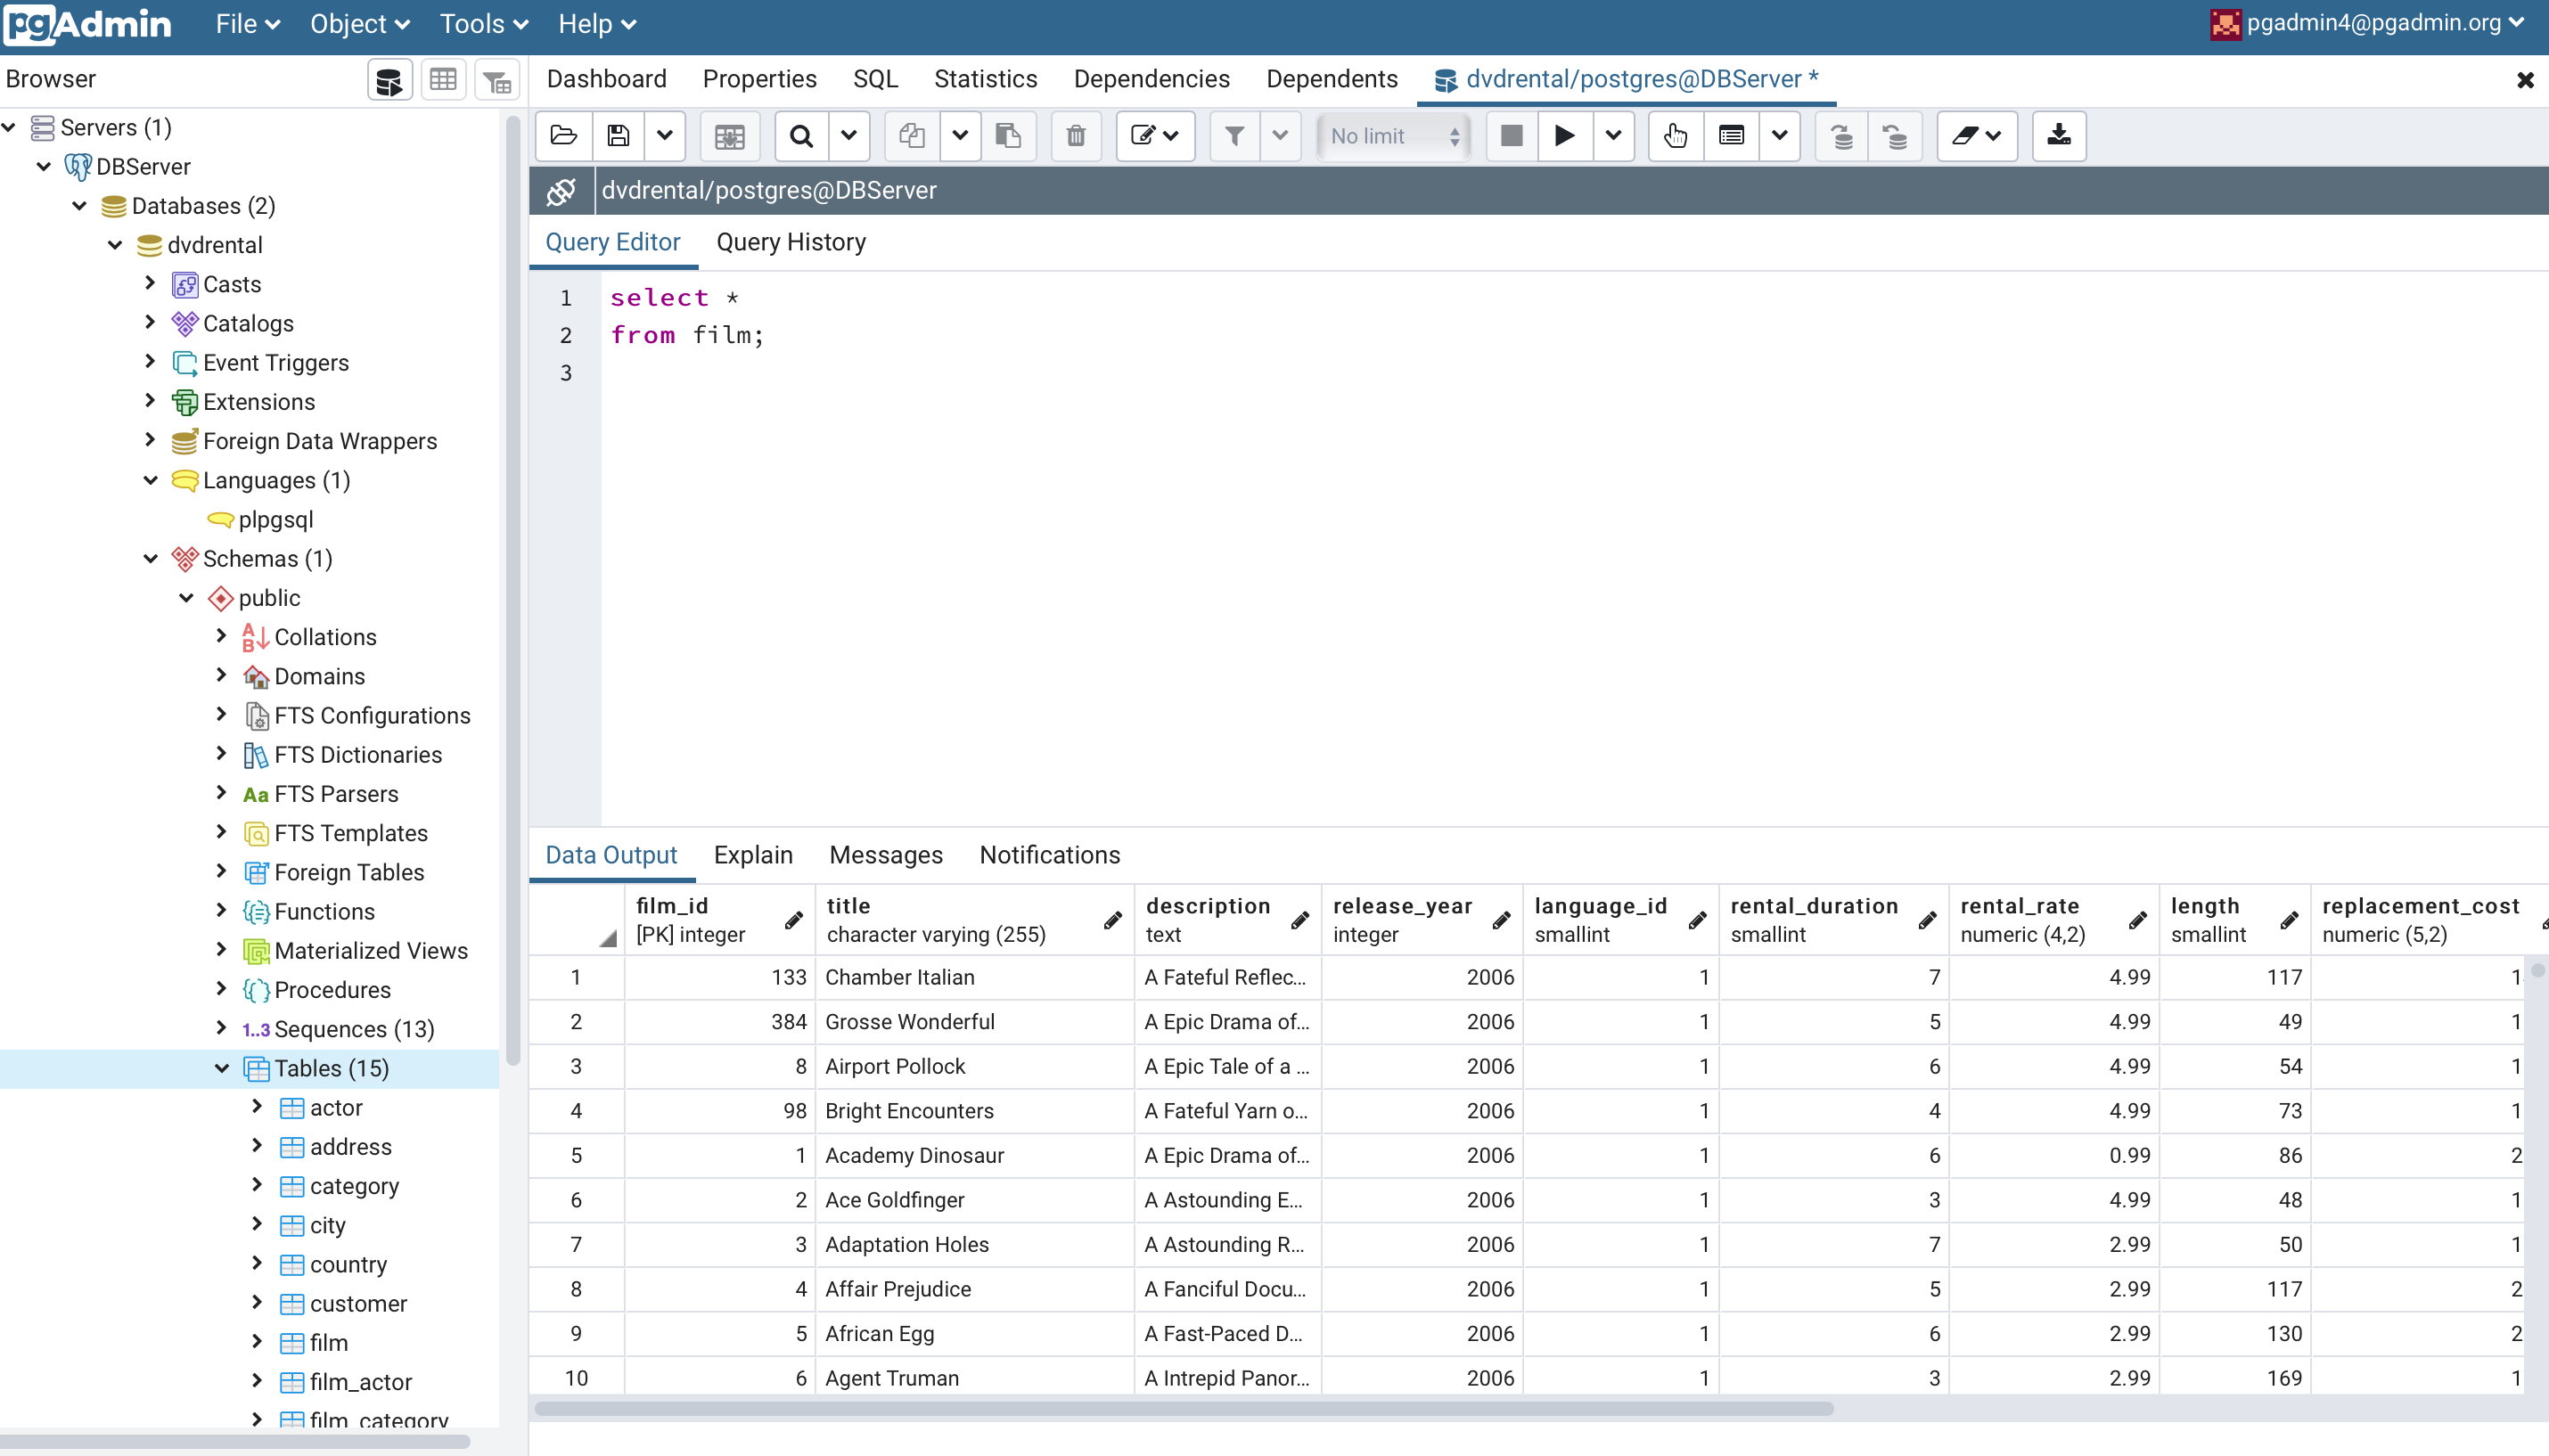 pgAdmin File Object Tools Help pgadmin4@pgadmin.org
Browser
Dashboard Properties SQL Statistics Dependencies Dependents dvdrental/postgres@DBServer *
Servers (1)
DBServer
Databases (2)
dvdrental
Casts
Catalogs
Event Triggers
Extensions
Foreign Data Wrappers
Languages (1)
plpgsql
Schemas (1)
public
Collations
Domains
FTS Configurations
FTS Dictionaries
Aa FTS Parsers
FTS Templates
Foreign Tables
Functions
Materialized Views
Procedures
1..3 Sequences (13)
Tables (15)
actor
address
category
city
country
customer
film
film_actor
film_category
No limit
dvdrental/postgres@DBServer
Query Editor Query History
1 select *
2 from film;
3
Data Output Explain Messages Notifications
film_id title description release_year language_id rental_duration rental_rate length replacement_cost
[PK] integer character varying (255) text integer smallint smallint numeric (4,2) smallint numeric (5,2)
1 133 Chamber Italian A Fateful Reflec... 2006 1 7 4.99 117 1
2 384 Grosse Wonderful A Epic Drama of... 2006 1 5 4.99 49 1
3 8 Airport Pollock A Epic Tale of a ... 2006 1 6 4.99 54 1
4 98 Bright Encounters A Fateful Yarn o... 2006 1 4 4.99 73 1
5 1 Academy Dinosaur A Epic Drama of... 2006 1 6 0.99 86 2
6 2 Ace Goldfinger A Astounding E... 2006 1 3 4.99 48 1
7 3 Adaptation Holes A Astounding R... 2006 1 7 2.99 50 1
8 4 Affair Prejudice A Fanciful Docu... 2006 1 5 2.99 117 2
9 5 African Egg A Fast-Paced D... 2006 1 6 2.99 130 2
10 6 Agent Truman A Intrepid Panor... 2006 1 3 2.99 169 1